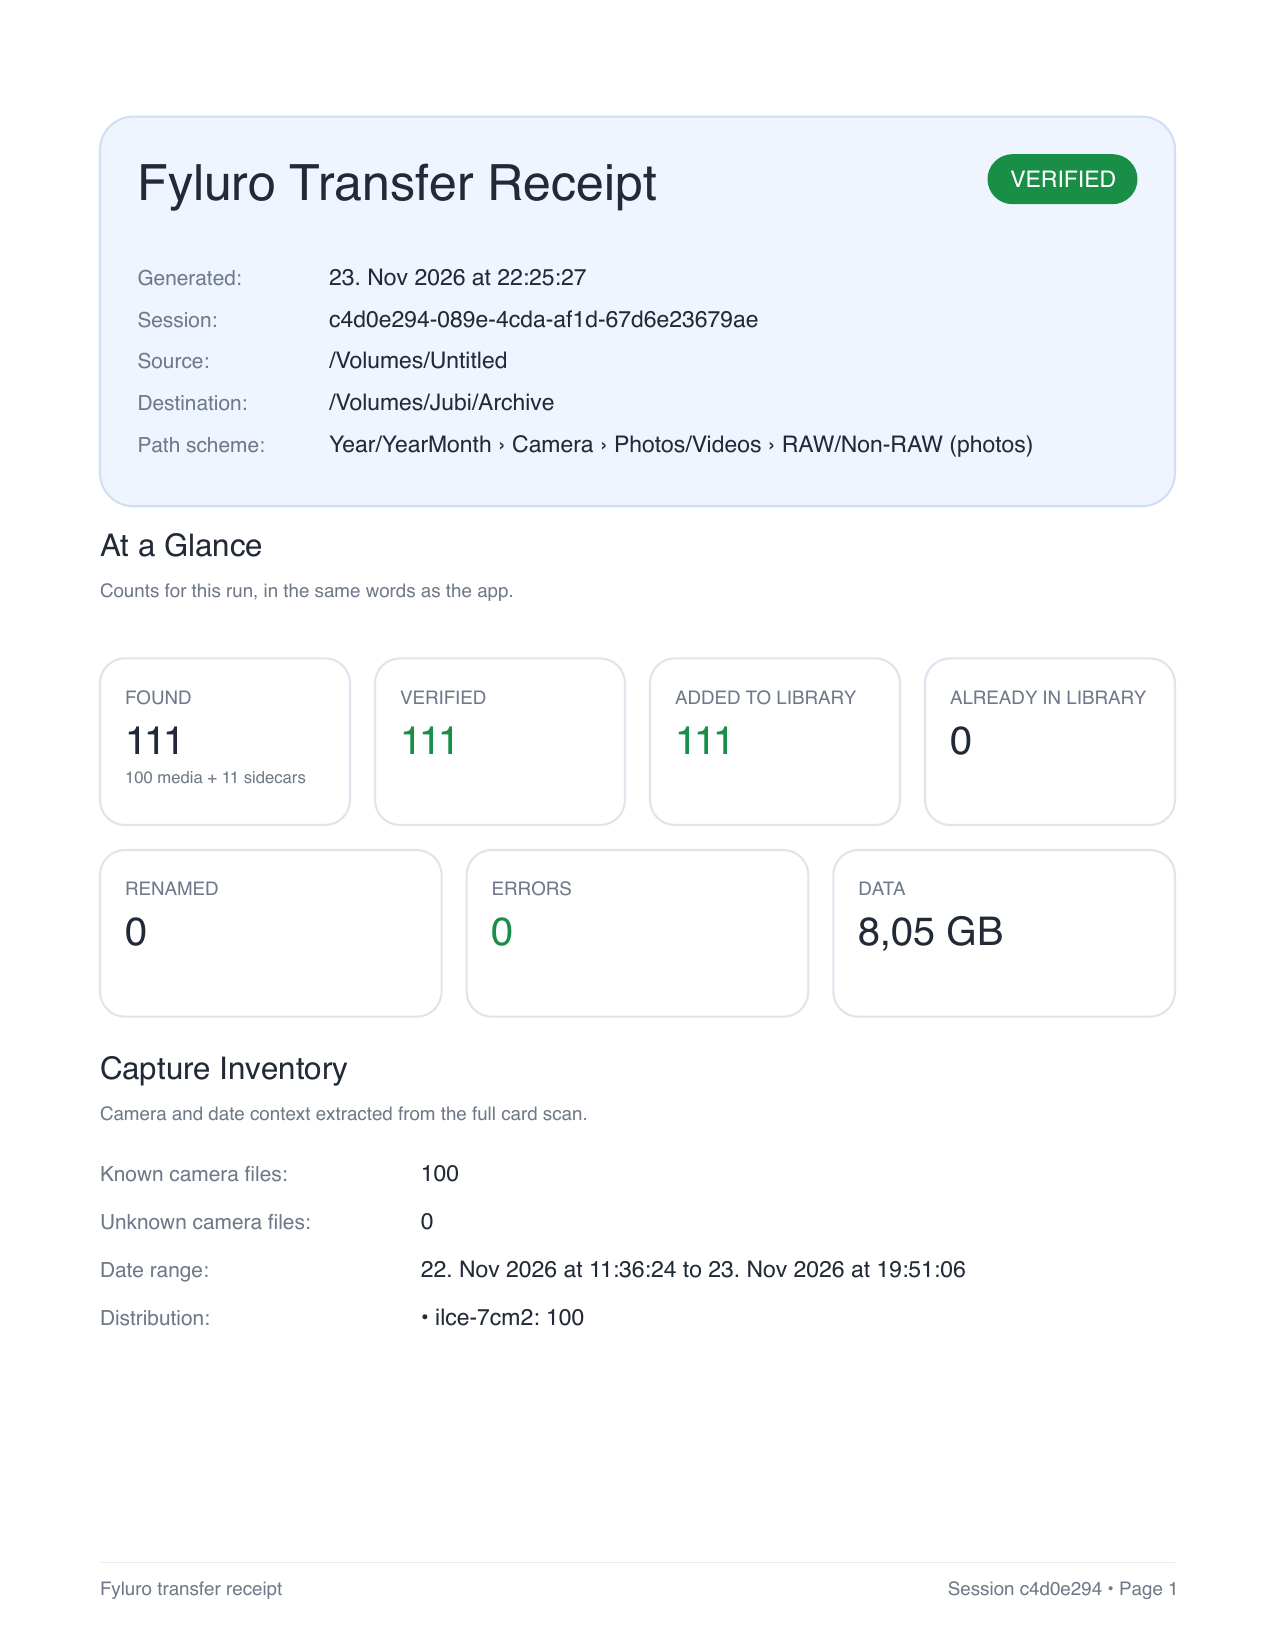 Fyluro Transfer Receipt
VERIFIED
Generated: 23. Nov 2026 at 22:25:27
Session: c4d0e294-089e-4cda-af1d-67d6e23679ae
Source: /Volumes/Untitled
Destination: /Volumes/Jubi/Archive
Path scheme: Year/YearMonth › Camera › Photos/Videos › RAW/Non-RAW (photos)
At a Glance
Counts for this run, in the same words as the app.
FOUND
111
100 media + 11 sidecars
VERIFIED
111
ADDED TO LIBRARY
111
ALREADY IN LIBRARY
0
RENAMED
0
ERRORS
0
DATA
8,05 GB
Capture Inventory
Camera and date context extracted from the full card scan.
Known camera files: 100
Unknown camera files: 0
Date range: 22. Nov 2026 at 11:36:24 to 23. Nov 2026 at 19:51:06
Distribution: • ilce-7cm2: 100
Fyluro transfer receipt
Session c4d0e294 • Page 1